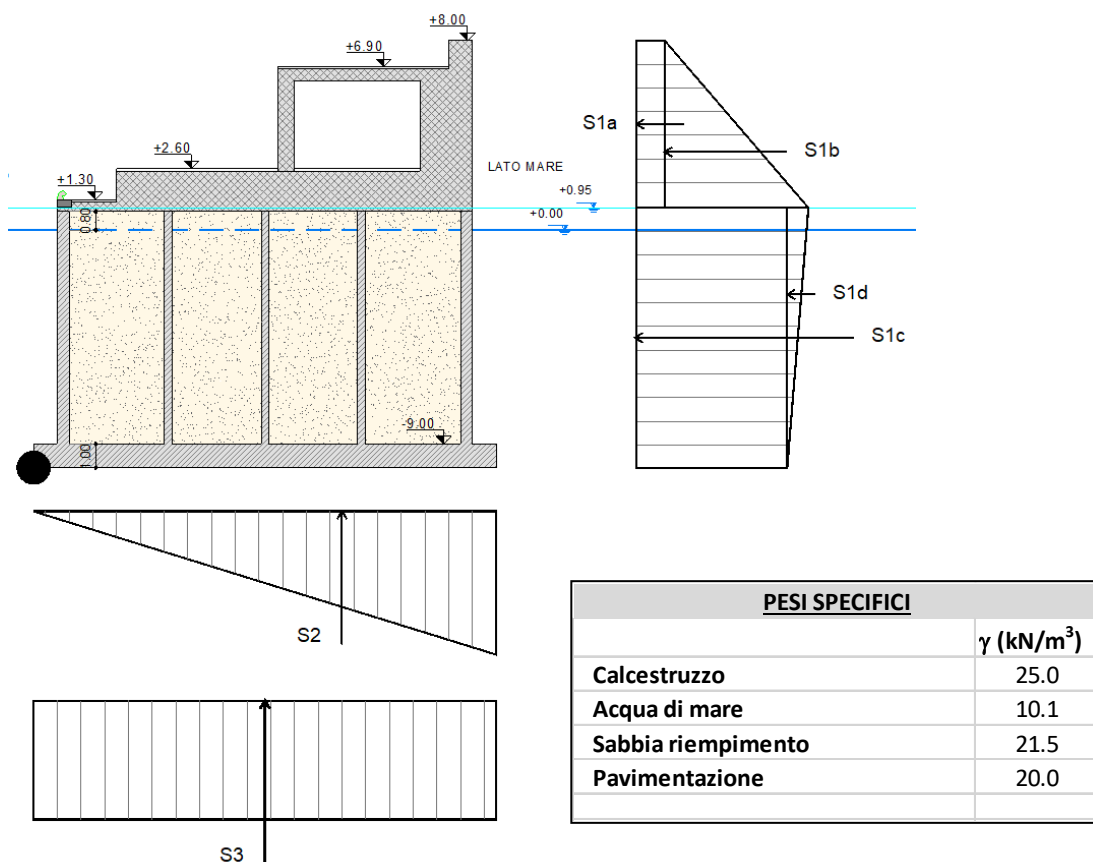 +8.00
+6.90
+2.60
+1.30
0.80
LATO MARE
+0.95
+0.00
-9.00
1.00
S1a
S1b
S1d
S1c
S2
S3
PESI SPECIFICI
γ (kN/m³)
Calcestruzzo 25.0
Acqua di mare 10.1
Sabbia riempimento 21.5
Pavimentazione 20.0